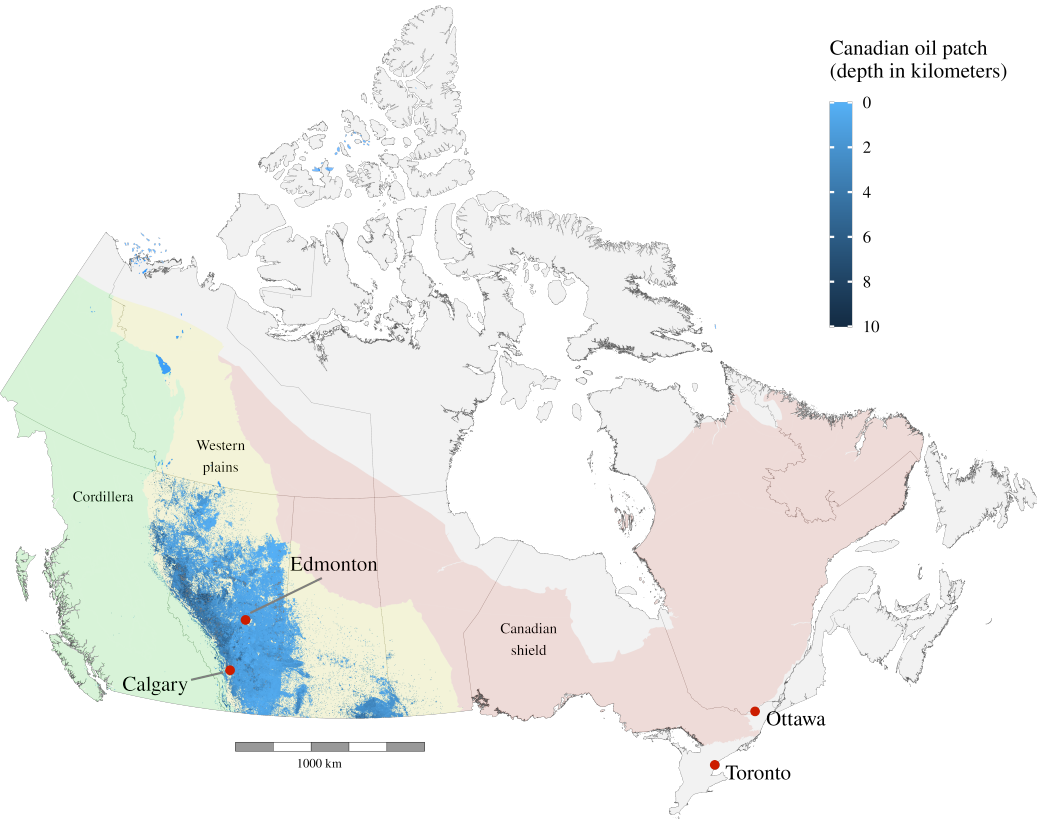 Canadian oil patch
(depth in kilometers)
0
2
4
6
8
10
Western
plains
Cordillera
Edmonton
Canadian
shield
Calgary
Ottawa
1000 km
Toronto